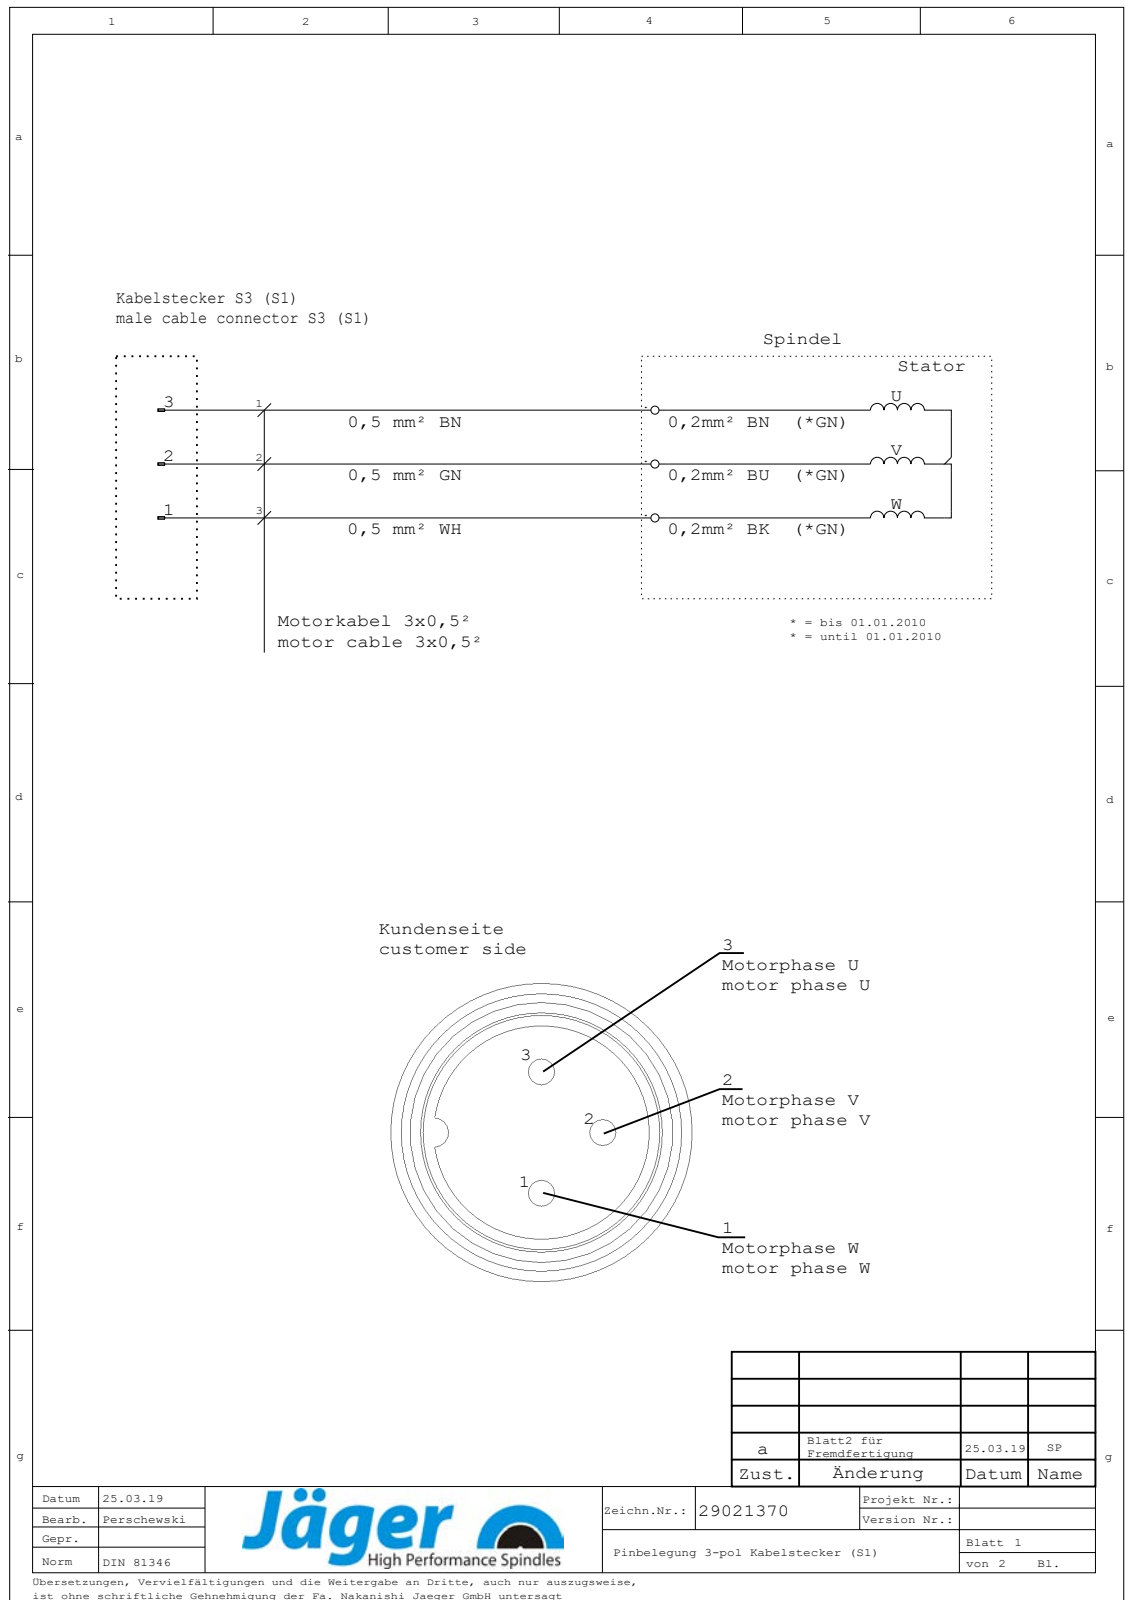 1 2 3 4 5 6
a a
Kabelstecker S3 (S1)
male cable connector S3 (S1)
Spindel
b b
Stator
3 1 U
0,5 mm² BN 0,2mm² BN (*GN)
2 2 V
0,5 mm² GN 0,2mm² BU (*GN)
1 3 W
0,5 mm² WH 0,2mm² BK (*GN)
c c
Motorkabel 3x0,5²
motor cable 3x0,5²
* = bis 01.01.2010
* = until 01.01.2010
d d
Kundenseite
customer side
3
Motorphase U
motor phase U
e e
3
2
Motorphase V
motor phase V
2
1
1
Motorphase W
motor phase W
f f
g g
a Blatt2 für Fremdfertigung 25.03.19 SP
Zust. Änderung Datum Name
Datum 25.03.19
Bearb. Perschewski
Gepr.
Norm DIN 81346
Jäger
High Performance Spindles
Zeichn.Nr.: 29021370
Projekt Nr.:
Version Nr.:
Pinbelegung 3-pol Kabelstecker (S1)
Blatt 1
von 2 Bl.
Übersetzungen, Vervielfältigungen und die Weitergabe an Dritte, auch nur auszugsweise,
ist ohne schriftliche Gehnehmigung der Fa. Nakanishi Jaeger GmbH untersagt